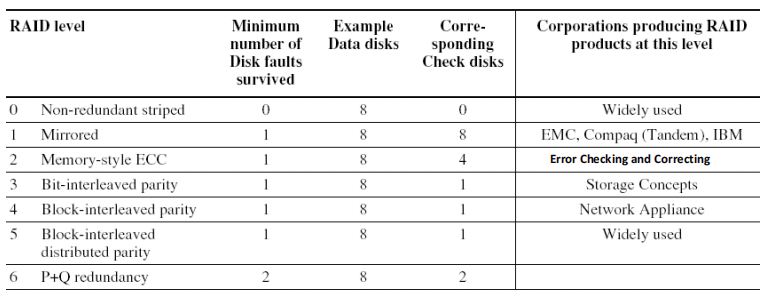 RAID level Minimum number of Disk faults survived Example Data disks Corre- sponding Check disks Corporations producing RAID products at this level
0 Non-redundant striped 0 8 0 Widely used
1 Mirrored 1 8 8 EMC, Compaq (Tandem), IBM
2 Memory-style ECC 1 8 4 Error Checking and Correcting
3 Bit-interleaved parity 1 8 1 Storage Concepts
4 Block-interleaved parity 1 8 1 Network Appliance
5 Block-interleaved 1 8 1 Widely used
distributed parity
6 P+Q redundancy 2 8 2